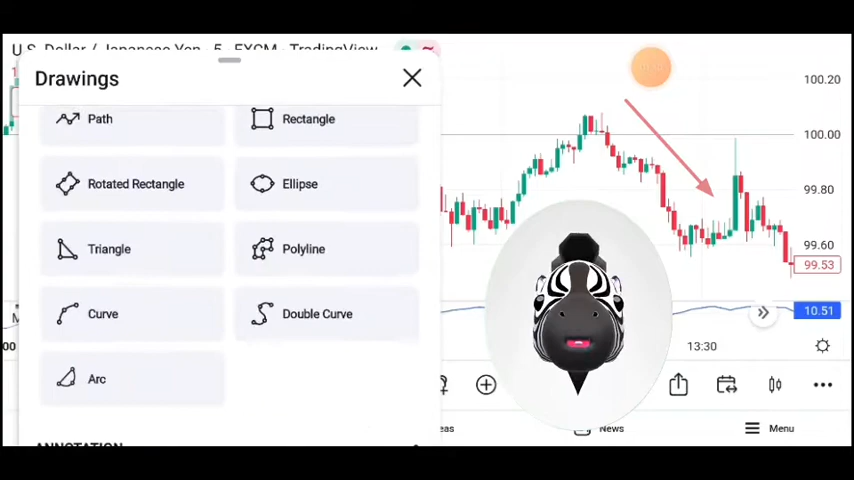 U.S. Dollar / Japanese Yen · 5 · FXCM · TradingView
Drawings
Path
Rectangle
Rotated Rectangle
Ellipse
Triangle
Polyline
Curve
Double Curve
Arc
ANNOTATION
100.20
100.00
99.80
99.60
99.53
10.51
13:30
News
Menu